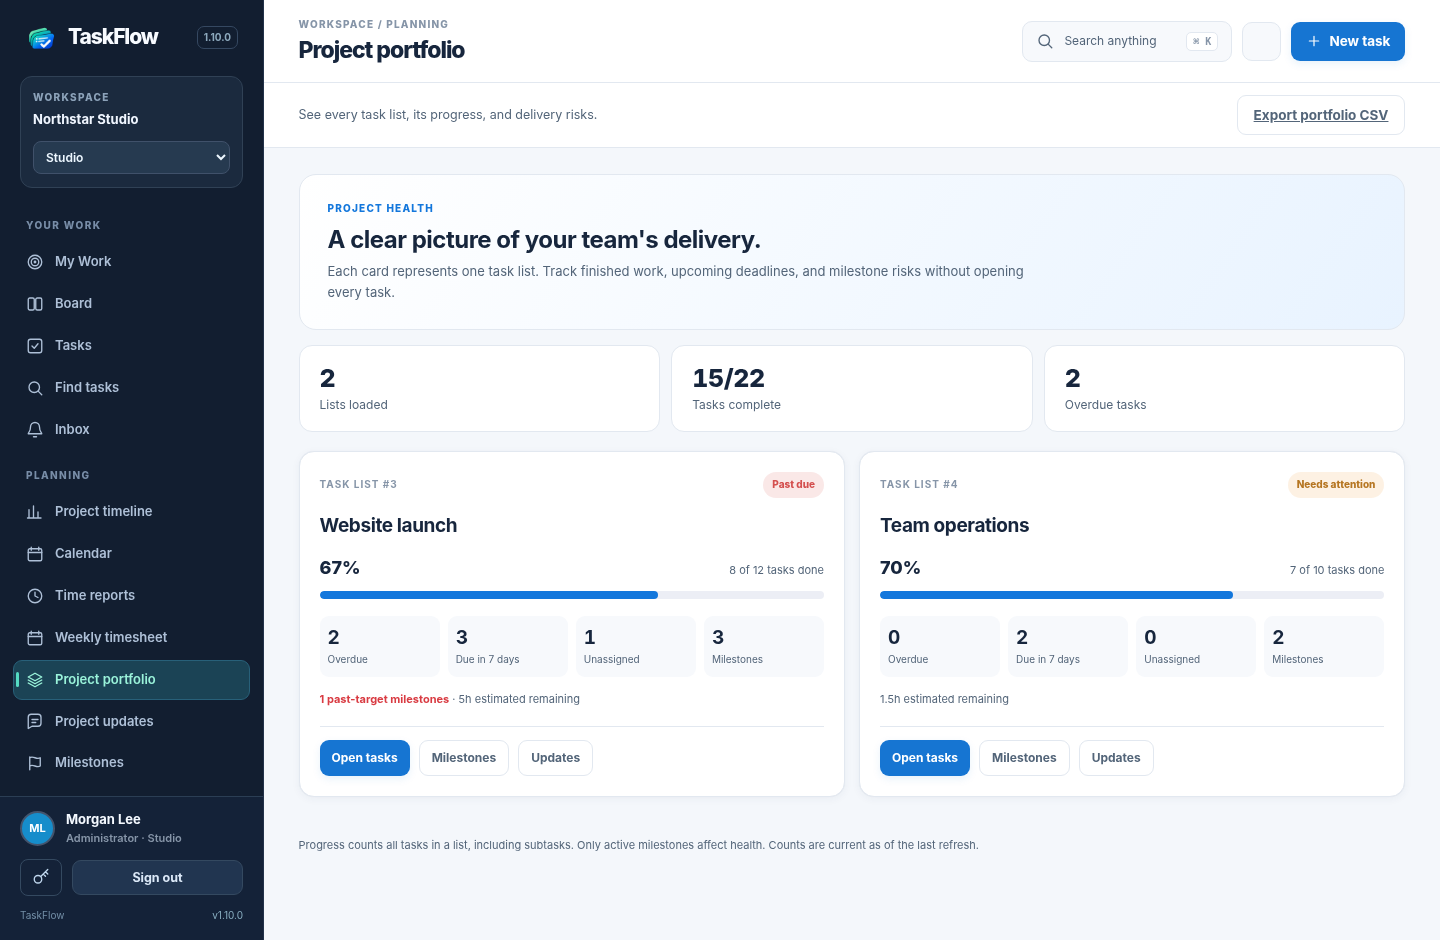 TaskFlow
1.10.0
WORKSPACE
Northstar Studio
Studio
YOUR WORK
My Work
Board
Tasks
Find tasks
Inbox
PLANNING
Project timeline
Calendar
Time reports
Weekly timesheet
Project portfolio
Project updates
Milestones
ML
Morgan Lee
Administrator · Studio
Sign out
TaskFlow
v1.10.0
WORKSPACE / PLANNING
Project portfolio
Search anything
⌘ K
New task
See every task list, its progress, and delivery risks.
Export portfolio CSV
PROJECT HEALTH
A clear picture of your team's delivery.
Each card represents one task list. Track finished work, upcoming deadlines, and milestone risks without opening
every task.
2
Lists loaded
15/22
Tasks complete
2
Overdue tasks
TASK LIST #3
Past due
Website launch
67%
8 of 12 tasks done
2
Overdue
3
Due in 7 days
1
Unassigned
3
Milestones
1 past-target milestones · 5h estimated remaining
Open tasks
Milestones
Updates
TASK LIST #4
Needs attention
Team operations
70%
7 of 10 tasks done
0
Overdue
2
Due in 7 days
0
Unassigned
2
Milestones
1.5h estimated remaining
Open tasks
Milestones
Updates
Progress counts all tasks in a list, including subtasks. Only active milestones affect health. Counts are current as of the last refresh.